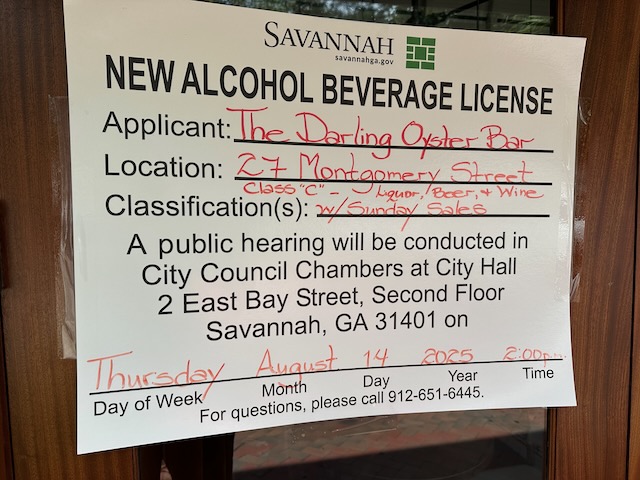 SAVANNAH
savannahga.gov
NEW ALCOHOL BEVERAGE LICENSE
Applicant: The Darling Oyster Bar
Location: 27 Montgomery Street
Class "C" - Liquor, Beer, & Wine
Classification(s): w/ Sunday Sales
A public hearing will be conducted in
City Council Chambers at City Hall
2 East Bay Street, Second Floor
Savannah, GA 31401 on
Thursday August 14 2025 2:00pm
Day of Week Month Day Year Time
For questions, please call 912-651-6445.